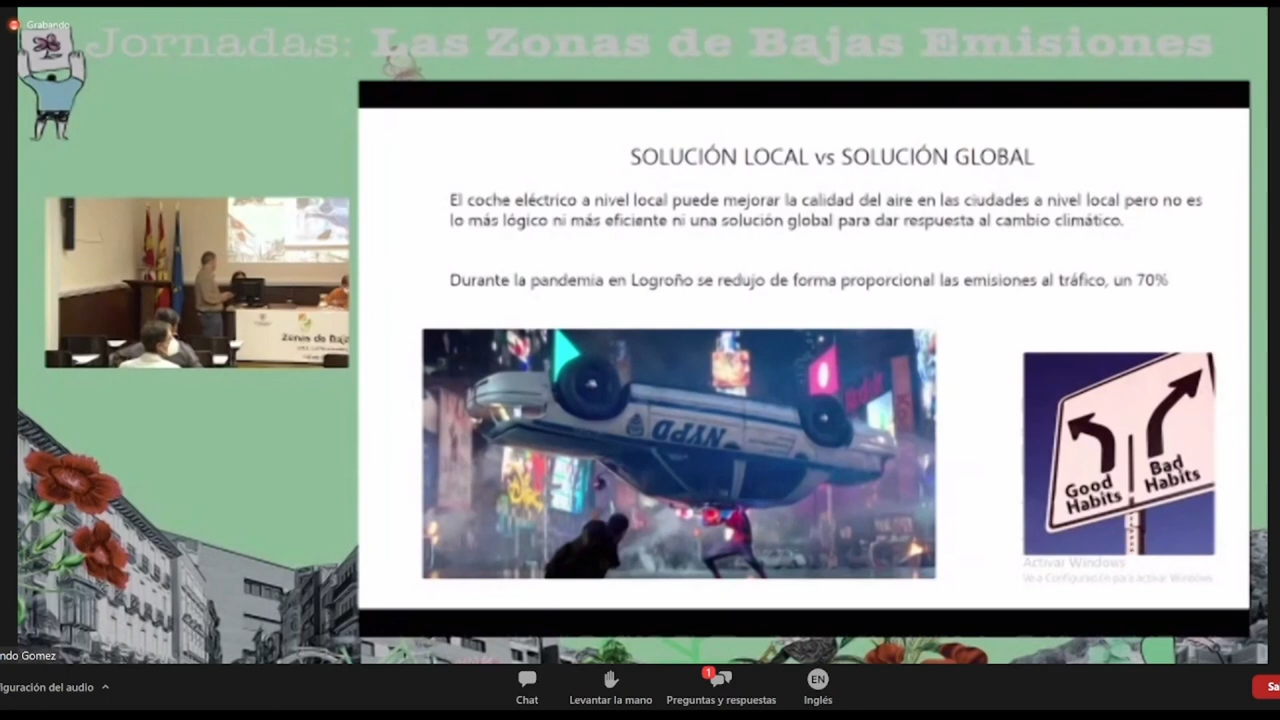 Grabando
Jornadas: Las Zonas de Bajas Emisiones
SOLUCIÓN LOCAL vs SOLUCIÓN GLOBAL
El coche eléctrico a nivel local puede mejorar la calidad del aire en las ciudades a nivel local pero no es
lo más lógico ni más eficiente ni una solución global para dar respuesta al cambio climático.
Durante la pandemia en Logroño se redujo de forma proporcional las emisiones al tráfico, un 70%
Zonas de Baja
NYPD
Good
Habits
Bad
Habits
Activar Windows
Ve a Configuración para activar Windows
ndo Gomez
iguración del audio
Chat
Levantar la mano
1
Preguntas y respuestas
EN
Inglés
Sa